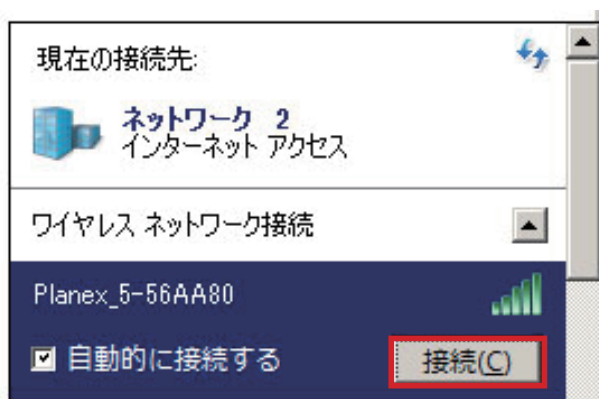 現在の接続先:
ネットワーク 2
インターネット アクセス
ワイヤレス ネットワーク接続
Planex_5-56AA80
自動的に接続する
接続(C)